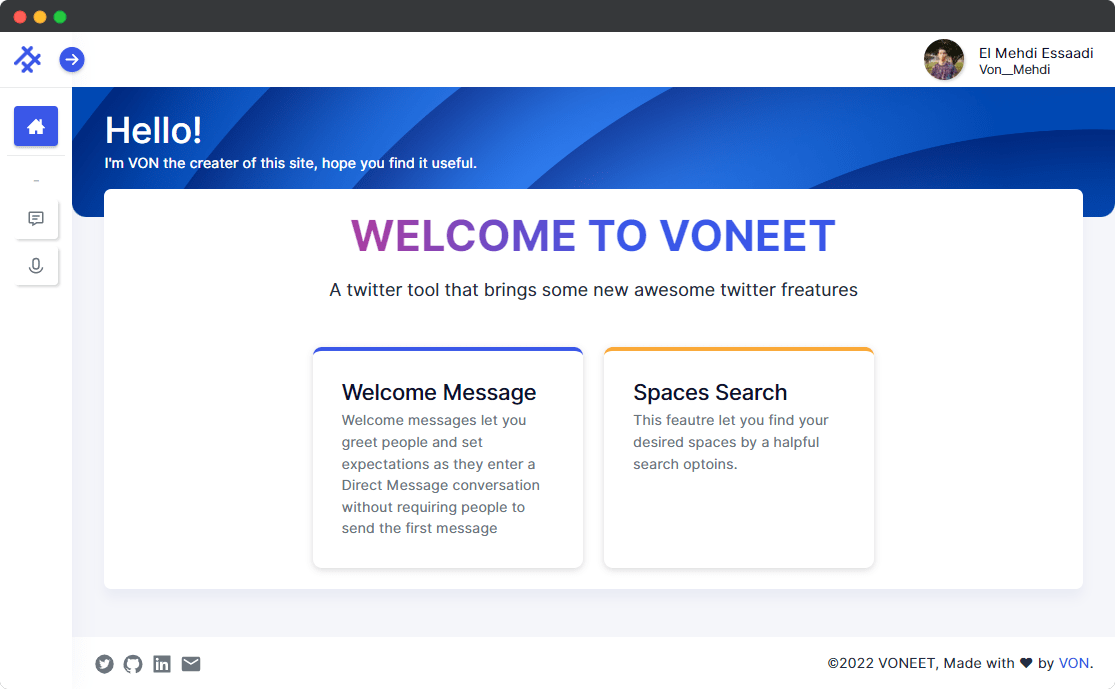 El Mehdi Essaadi
Von__Mehdi
Hello!
I'm VON the creater of this site, hope you find it useful.
WELCOME TO VONEET
A twitter tool that brings some new awesome twitter freatures
Welcome Message
Welcome messages let you
greet people and set
expectations as they enter a
Direct Message conversation
without requiring people to
send the first message
Spaces Search
This feautre let you find your
desired spaces by a halpful
search optoins.
©2022 VONEET, Made with ❤ by VON.